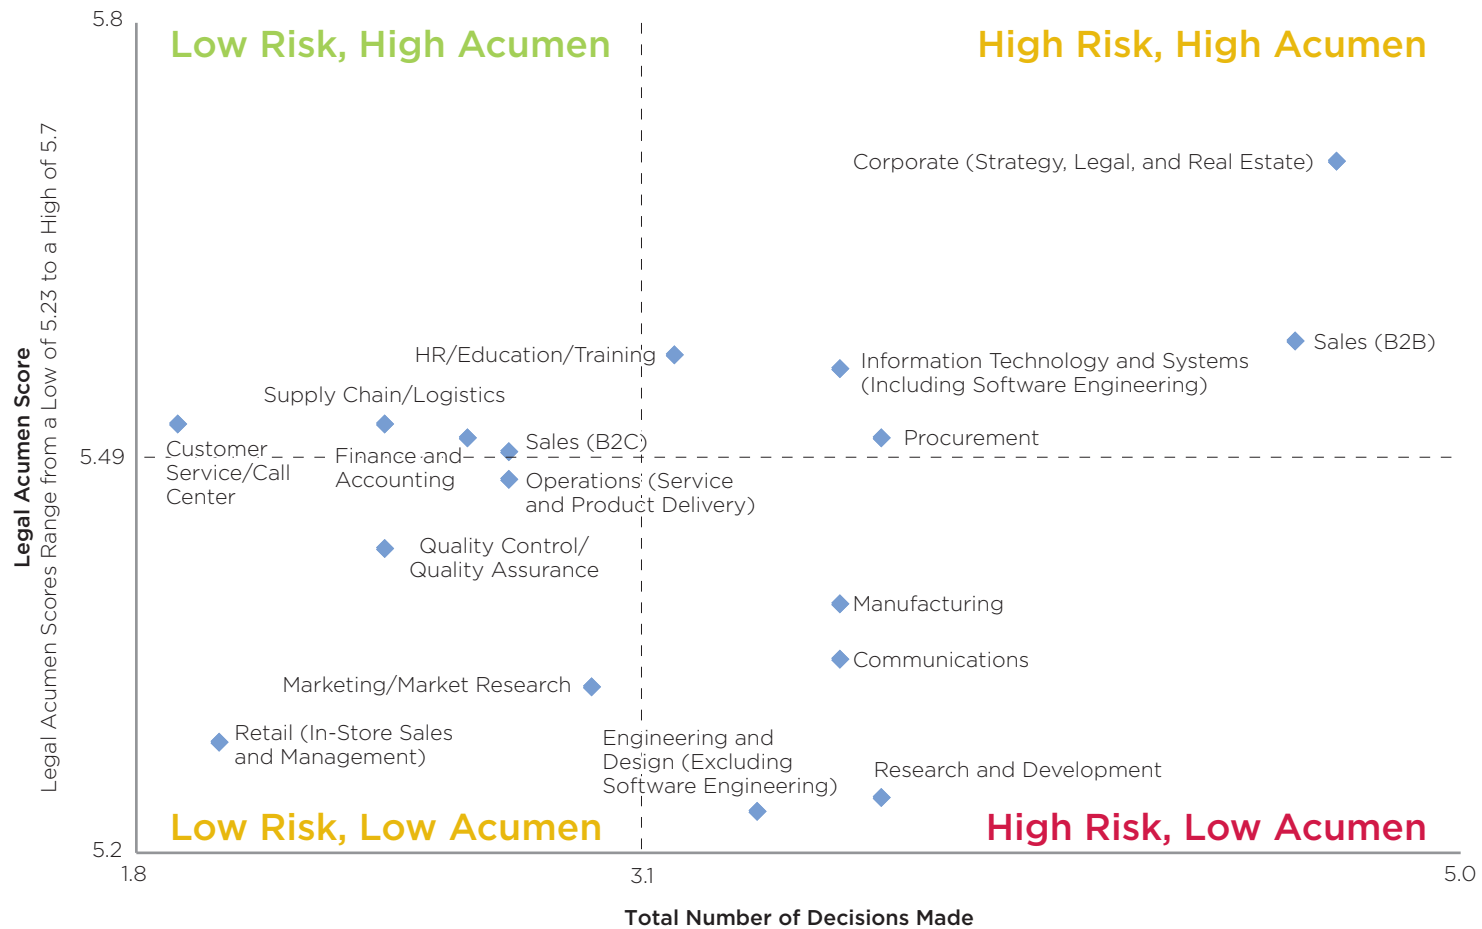 5.8
Low Risk, High Acumen
High Risk, High Acumen
Corporate (Strategy, Legal, and Real Estate)
Legal Acumen Score
Legal Acumen Scores Range from a Low of 5.23 to a High of 5.7
HR/Education/Training
Information Technology and Systems
(Including Software Engineering)
Sales (B2B)
Supply Chain/Logistics
Customer
Service/Call
Center
Finance and
Accounting
Sales (B2C)
Procurement
5.49
Operations (Service
and Product Delivery)
Quality Control/
Quality Assurance
Manufacturing
Communications
Marketing/Market Research
Retail (In-Store Sales
and Management)
Engineering and
Design (Excluding
Software Engineering)
Research and Development
Low Risk, Low Acumen
High Risk, Low Acumen
5.2
1.8
3.1
5.0
Total Number of Decisions Made